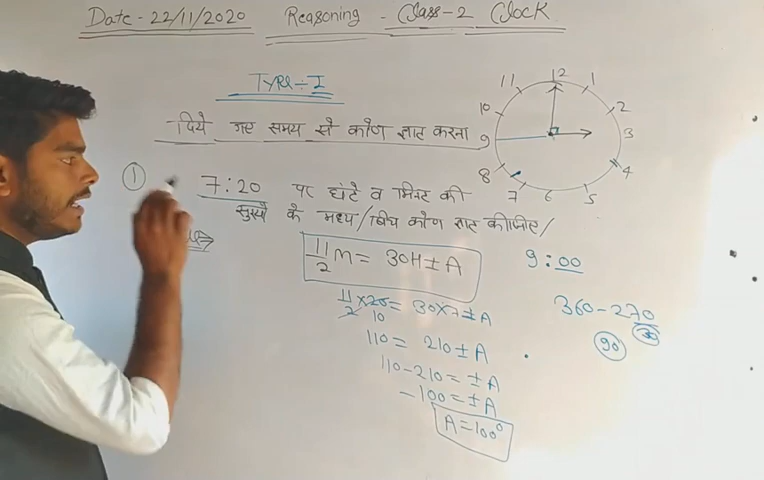 Date - 22/11/2020 Reasoning - Class-2 Clock
TYPE-I
दिये गए समय से कोण ज्ञात करना
12
1
2
3
4
5
6
7
8
9
10
11
① 7:20 पर घंटे व मिनट की
सुइयों के मध्य/बिच कोण ज्ञात कीजीए/
11/2 M = 30H ± A
11/2 × 20 = 30×7 ± A
10
110 = 210 ± A
110-210 = ± A
-100 = ± A
A = 100°
9:00
360-270
90